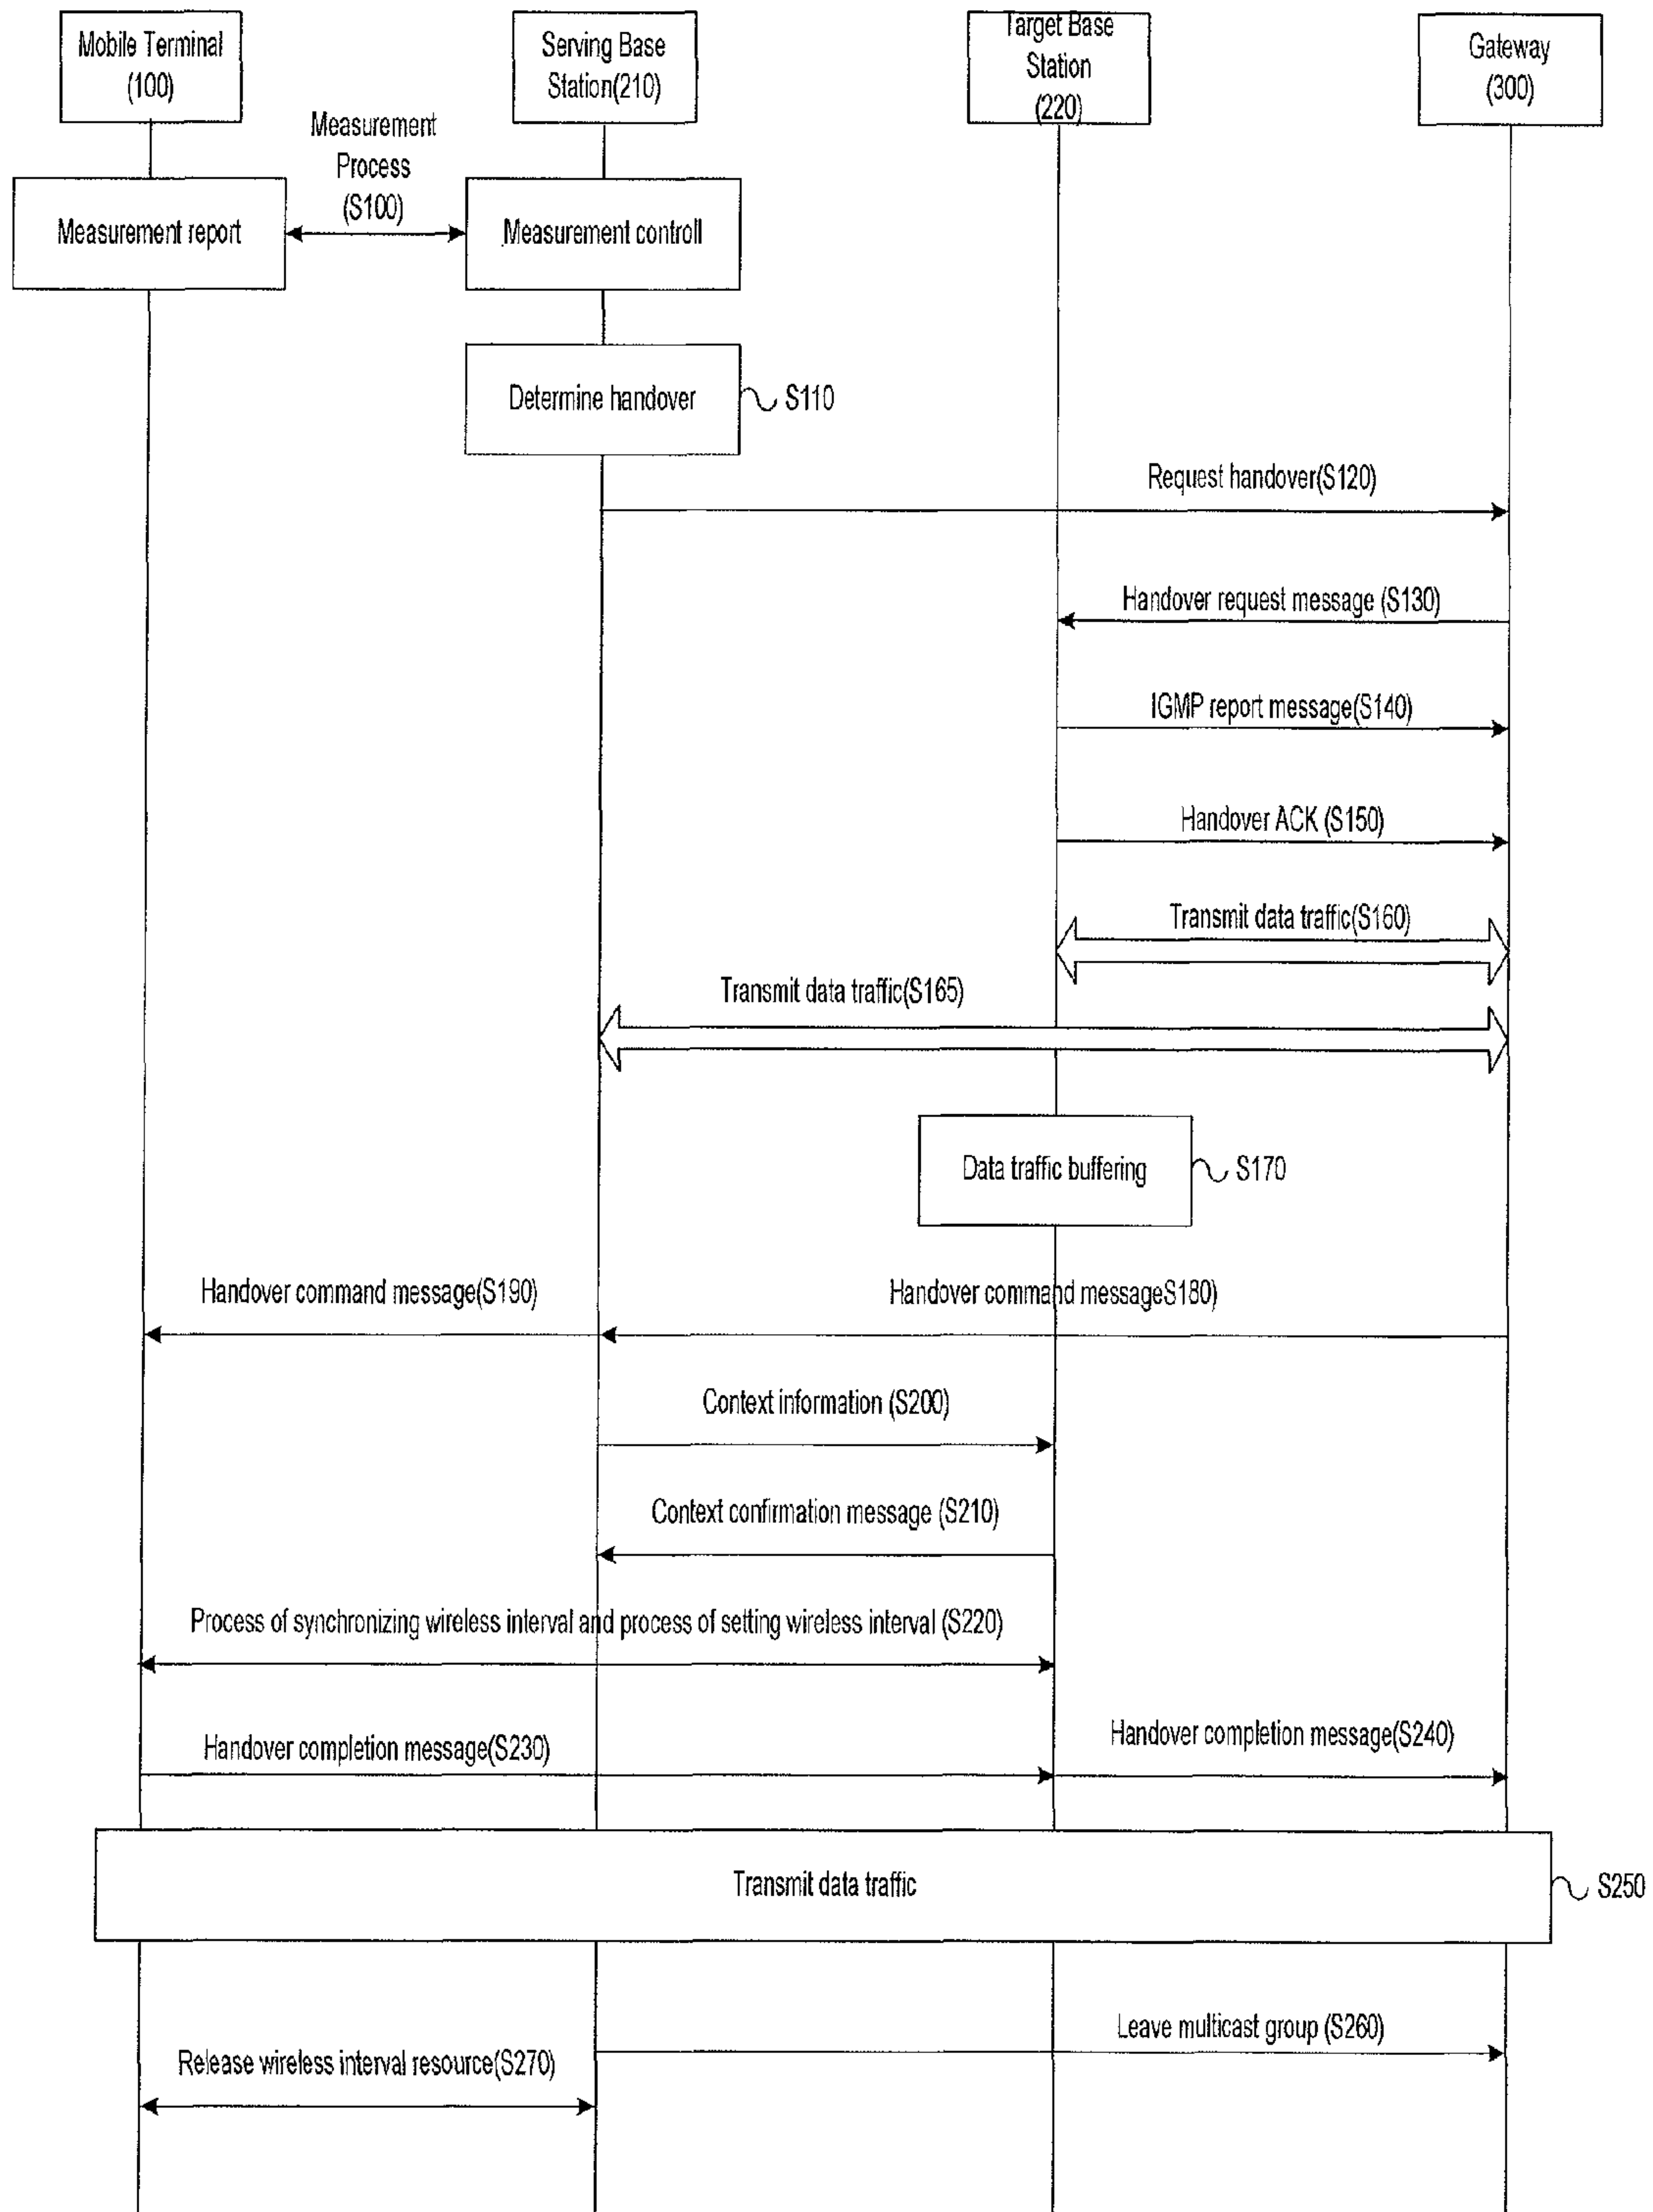 Mobile Terminal
(100)
Serving Base
Station(210)
Target Base
Station
(220)
Gateway
(300)
Measurement
Process
(S100)
Measurement report
Measurement controll
Determine handover
S110
Request handover(S120)
Handover request message (S130)
IGMP report message(S140)
Handover ACK (S150)
Transmit data traffic(S160)
Transmit data traffic(S165)
Data traffic buffering
S170
Handover command message(S190)
Handover command messageS180)
Context information (S200)
Context confirmation message (S210)
Process of synchronizing wireless interval and process of setting wireless interval (S220)
Handover completion message(S230)
Handover completion message(S240)
Transmit data traffic
S250
Leave multicast group (S260)
Release wireless interval resource(S270)